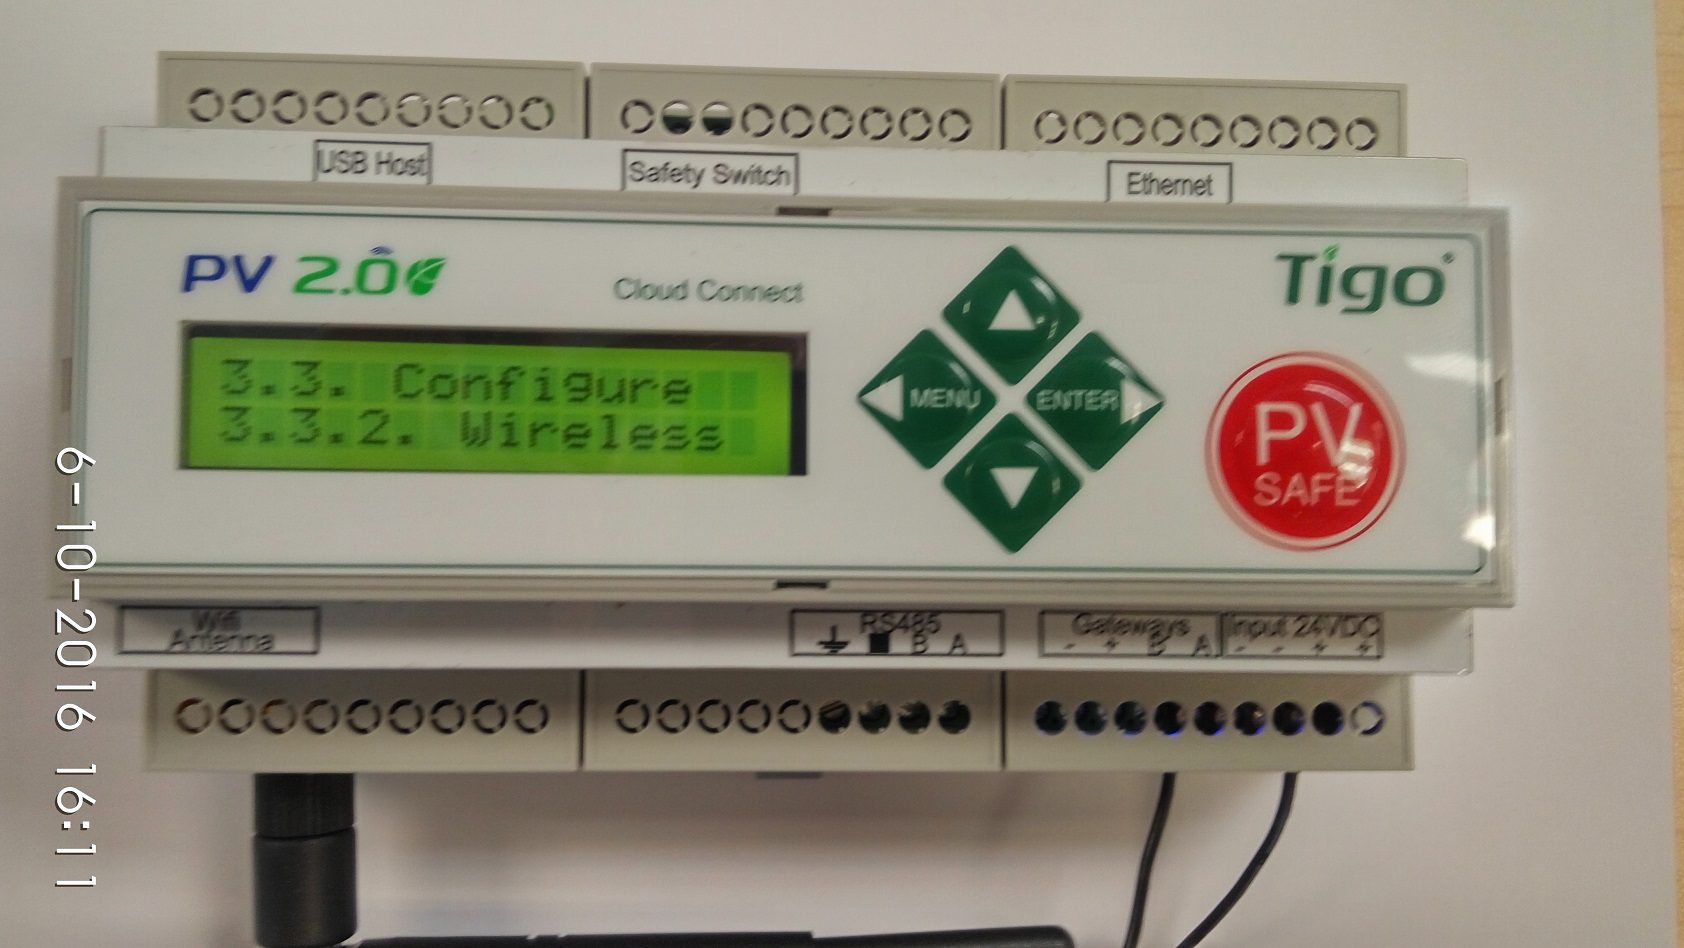 USB Host
Safety Switch
Ethernet
PV 2.0
Cloud Connect
Tigo®
3.3. Configure
3.3.2. Wireless
MENU
ENTER
PV
SAFE
Wifi
Antenna
RS485
B A
Gateways
- + B A
Input 24VDC
- - + +
6-10-2016 16:11